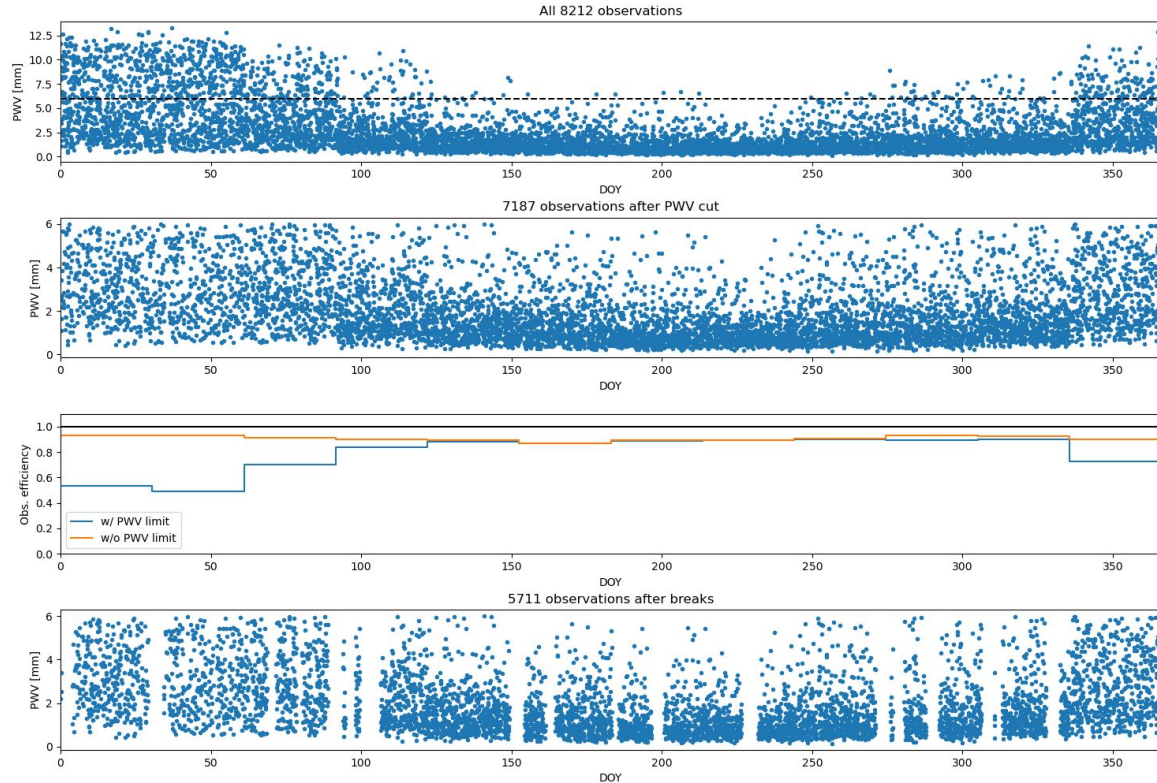 All 8212 observations
12.5
10.0
7.5
5.0
2.5
0.0
PWV [mm]
0 50 100 150 200 250 300 350
DOY
7187 observations after PWV cut
6
4
2
0
PWV [mm]
0 50 100 150 200 250 300 350
DOY
1.0
0.8
0.6
0.4
0.2
0.0
Obs. efficiency
w/ PWV limit
w/o PWV limit
0 50 100 150 200 250 300 350
DOY
5711 observations after breaks
6
4
2
0
PWV [mm]
0 50 100 150 200 250 300 350
DOY